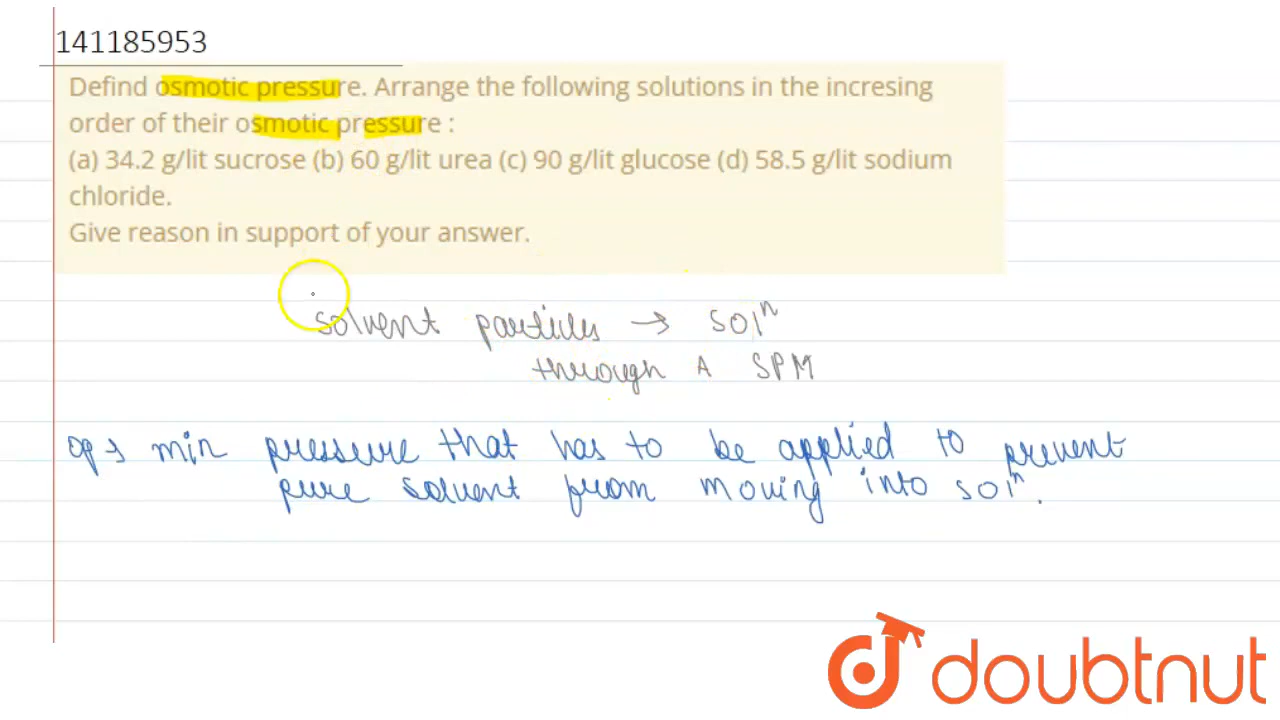 141185953
Defind osmotic pressure. Arrange the following solutions in the incresing
order of their osmotic pressure :
(a) 34.2 g/lit sucrose (b) 60 g/lit urea (c) 90 g/lit glucose (d) 58.5 g/lit sodium
chloride.
Give reason in support of your answer.
solvent particles → solⁿ
through A SPM
op → min pressure that has to be applied to prevent
pure solvent from moving into solⁿ.
doubtnut